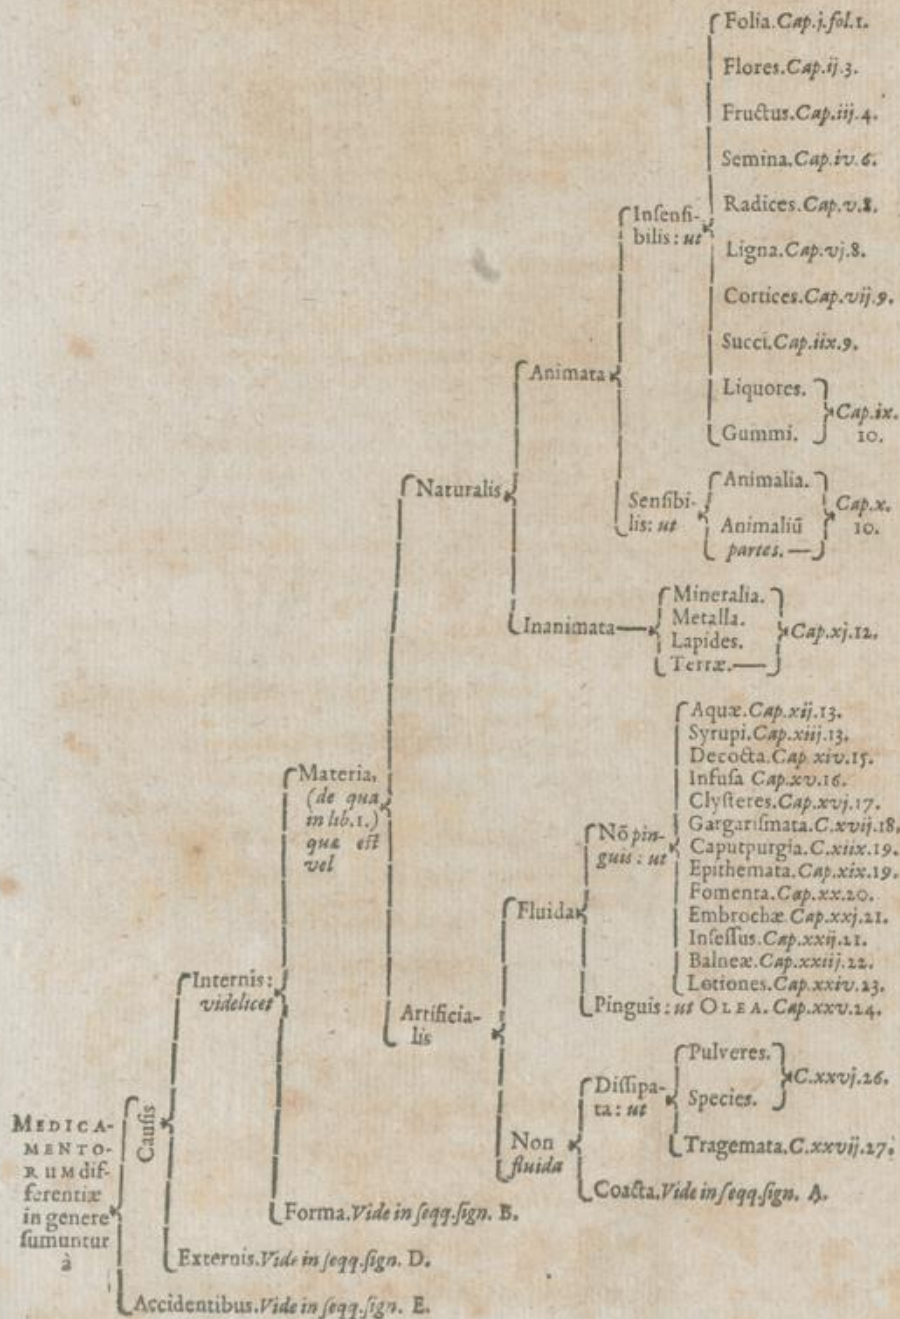 Folia. Cap. j. fol. 1.
Flores. Cap. ij. 3.
Fructus. Cap. iij. 4.
Semina. Cap. iv. 6.
Radices. Cap. v. 8.
Ligna. Cap. vj. 8.
Cortices. Cap. vij. 9.
Succi. Cap. iix. 9.
Liquores.
Gummi.
Cap. ix.
10.
Inſenſi-
bilis: ut
Animata
Naturalis
Senſibi-
lis: ut
Animalia.
Animaliū
partes.
Cap. x.
10.
Inanimata
Mineralia.
Metalla.
Lapides.
Terræ.
Cap. xj. 12.
Materia,
(de qua
in lib. 1.)
quæ eſt
vel
Aquæ. Cap. xij. 13.
Syrupi. Cap. xiij. 13.
Decocta. Cap. xiv. 15.
Infuſa Cap. xv. 16.
Clyſteres. Cap. xvj. 17.
Gargariſmata. C. xvij. 18.
Caputpurgia. C. xiix. 19.
Epithemata. Cap. xix. 19.
Fomenta. Cap. xx. 20.
Embrochæ. Cap. xxj. 21.
Inſeſſus. Cap. xxij. 21.
Balneæ. Cap. xxiij. 22.
Lotiones. Cap. xxiv. 23.
Nō pin-
guis: ut
Fluida
Pinguis: ut OLEA. Cap. xxv. 24.
Internis:
videlicet
Artificia-
lis
Diſſipa-
ta: ut
Pulveres.
Species.
C. xxvj. 26.
Tragemata. C. xxvij. 27.
Non
fluida
Coacta. Vide in ſeqq. ſign. A.
MEDICA-
MENTO-
RUM dif-
ferentiæ
in genere
ſumuntur
à
Cauſis
Forma. Vide in ſeqq. ſign. B.
Externis. Vide in ſeqq. ſign. D.
Accidentibus. Vide in ſeqq. ſign. E.